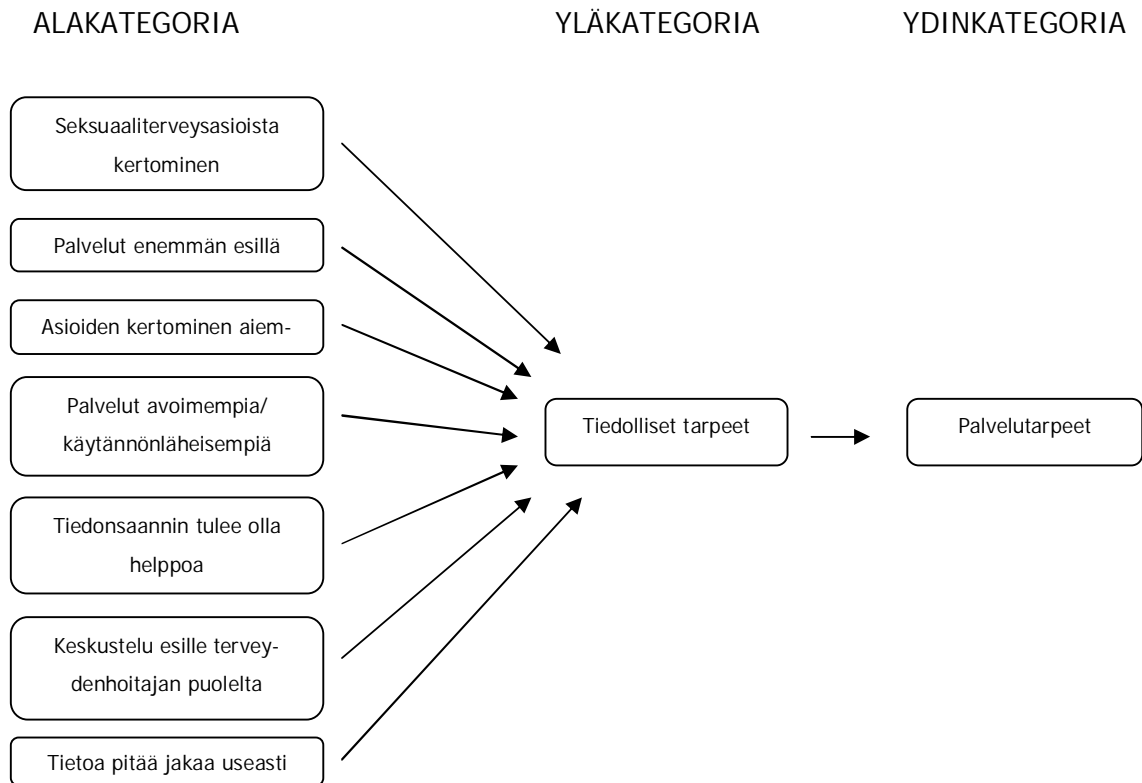 ALAKATEGORIA
YLÄKATEGORIA
YDINKATEGORIA
Seksuaaliterveysasioista
kertominen
Palvelut enemmän esillä
Asioiden kertominen aiem-
Palvelut avoimempia/
käytännönläheisempiä
Tiedonsaannin tulee olla
helppoa
Keskustelu esille tervey-
denhoitajan puolelta
Tietoa pitää jakaa useasti
Tiedolliset tarpeet
Palvelutarpeet